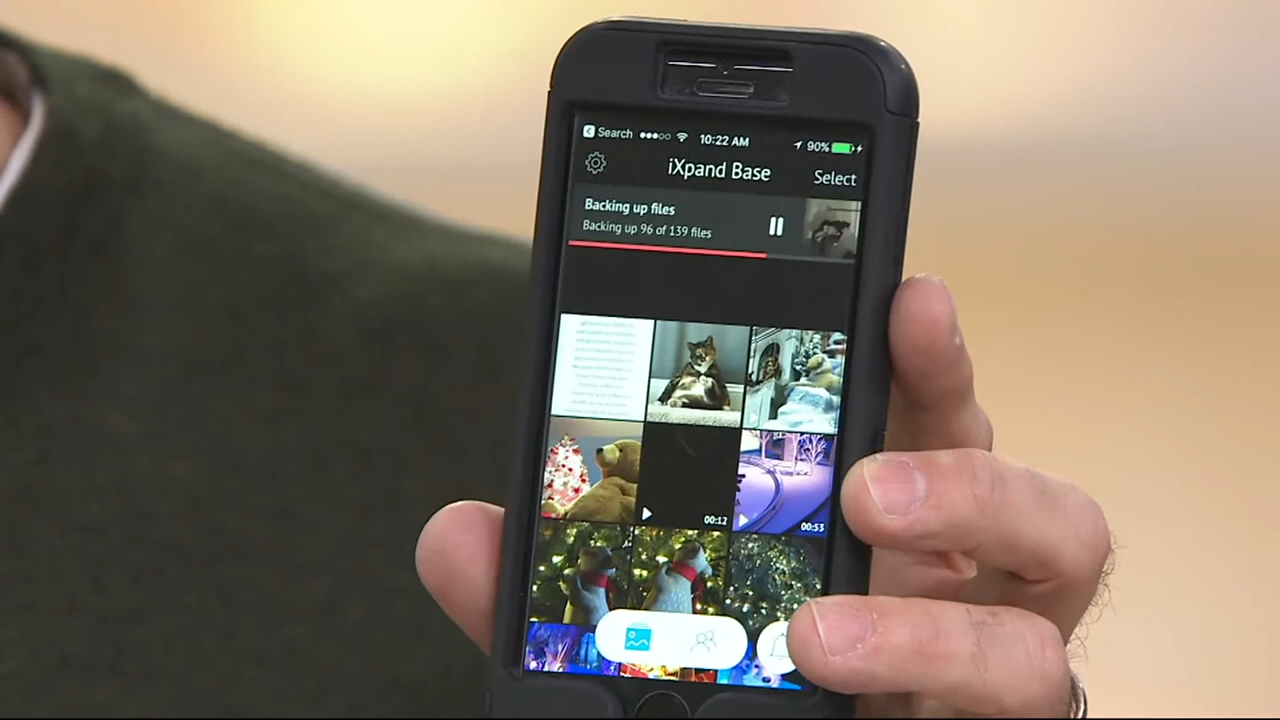 Search 10:22 AM 90%
iXpand Base Select
Backing up files
Backing up 96 of 139 files
00:12 00:53